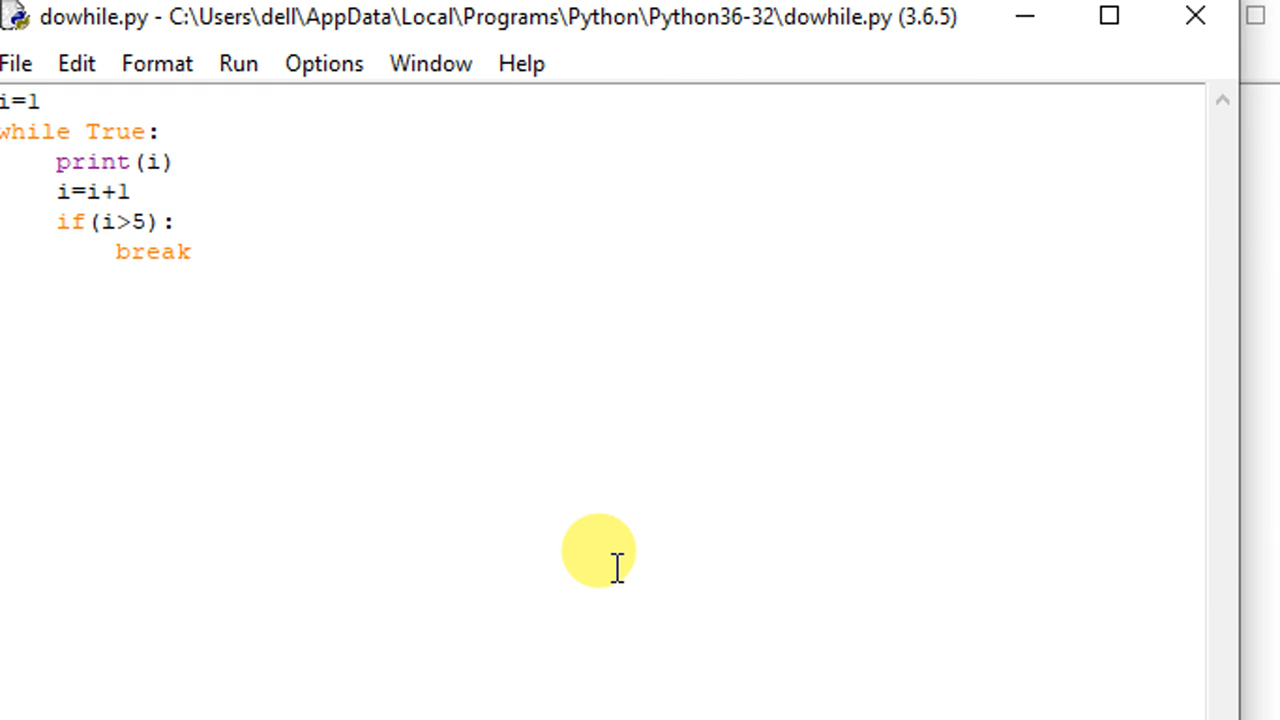 dowhile.py - C:\Users\dell\AppData\Local\Programs\Python\Python36-32\dowhile.py (3.6.5)
File Edit Format Run Options Window Help
i=1
while True:
    print(i)
    i=i+1
    if(i>5):
        break